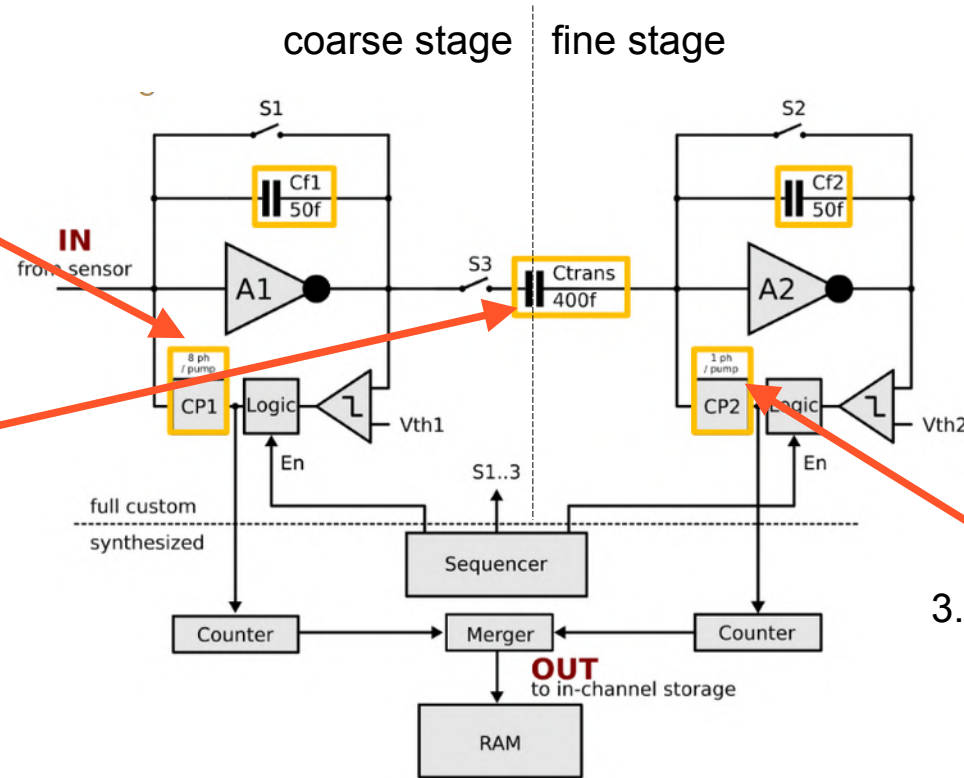 coarse stage
fine stage
S1
S2
Cf1
50f
Cf2
50f
IN
from sensor
A1
S3
Ctrans
400f
A2
8 ph
/ pump
CP1
Logic
Vth1
1 ph
/ pump
CP2
Logic
Vth2
En
S1..3
En
full custom
synthesized
Sequencer
3.
Counter
Merger
Counter
OUT
to in-channel storage
RAM